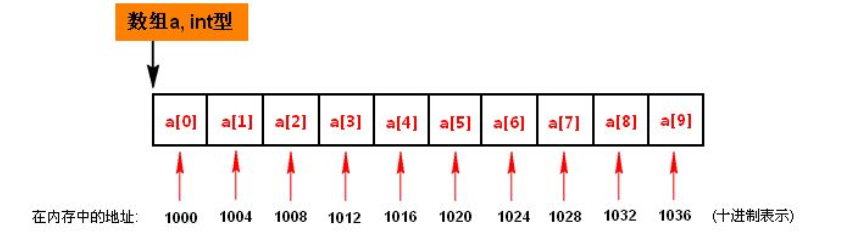 数组a, int型
a[0] a[1] a[2] a[3] a[4] a[5] a[6] a[7] a[8] a[9]
在内存中的地址: 1000 1004 1008 1012 1016 1020 1024 1028 1032 1036 (十进制表示)